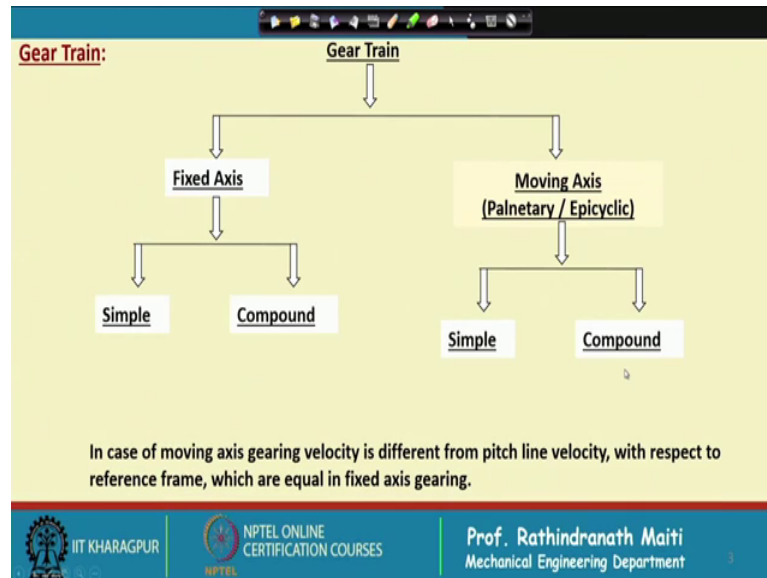 Gear Train:
Gear Train
Fixed Axis
Moving Axis
(Palnetary / Epicyclic)
Simple
Compound
Simple
Compound
In case of moving axis gearing velocity is different from pitch line velocity, with respect to
reference frame, which are equal in fixed axis gearing.
IIT KHARAGPUR
NPTEL
NPTEL ONLINE
CERTIFICATION COURSES
Prof. Rathindranath Maiti
Mechanical Engineering Department
3